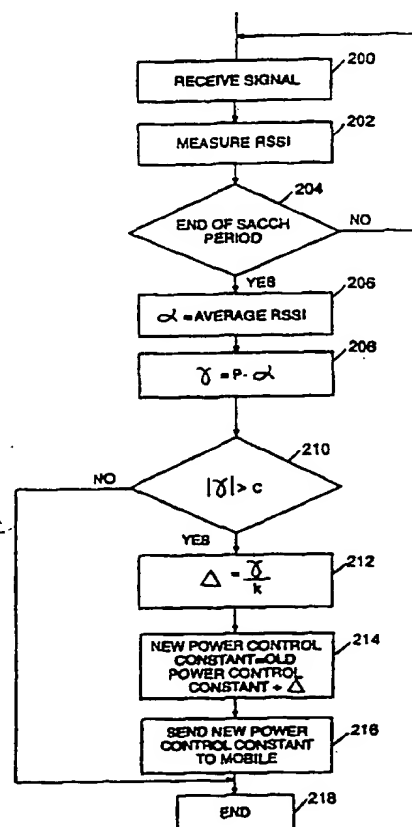 200
RECEIVE SIGNAL
202
MEASURE RSSI
204
END OF SACCH
PERIOD
NO
YES
206
α = AVERAGE RSSI
208
γ = P - α
210
NO
|γ| > C
YES
212
Δ = γ/k
214
NEW POWER CONTROL
CONSTANT=OLD
POWER CONTROL
CONSTANT + Δ
216
SEND NEW POWER
CONTROL CONSTANT
TO MOBILE
218
END